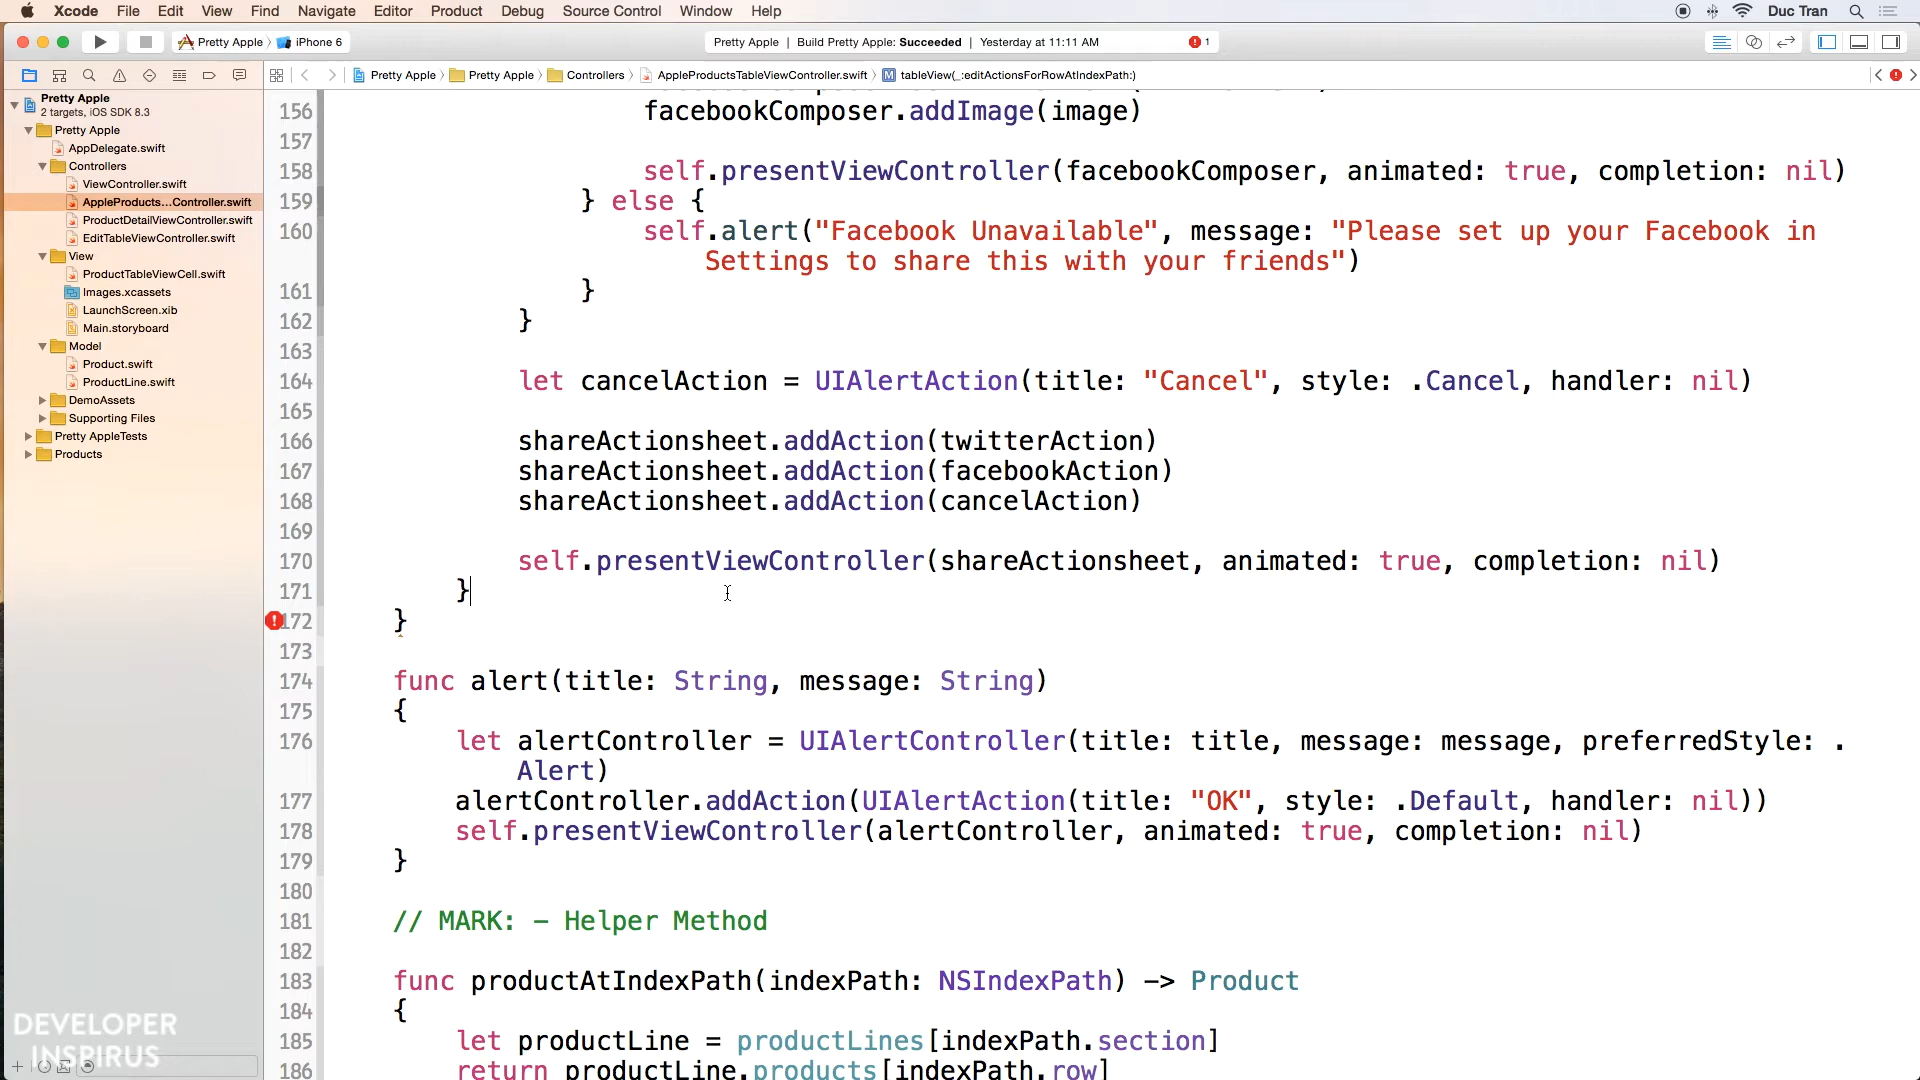 Xcode File Edit View Find Navigate Editor Product Debug Source Control Window Help Duc Tran
Pretty Apple iPhone 6 Pretty Apple | Build Pretty Apple: Succeeded | Yesterday at 11:11 AM 1
Pretty Apple Pretty Apple Controllers AppleProductsTableViewController.swift M tableView(_:editActionsForRowAtIndexPath:)
Pretty Apple
2 targets, iOS SDK 8.3
Pretty Apple
AppDelegate.swift
Controllers
ViewController.swift
AppleProducts...Controller.swift
ProductDetailViewController.swift
EditTableViewController.swift
View
ProductTableViewCell.swift
Images.xcassets
LaunchScreen.xib
Main.storyboard
Model
Product.swift
ProductLine.swift
DemoAssets
Supporting Files
Pretty AppleTests
Products
156 facebookComposer.addImage(image)
157
158 self.presentViewController(facebookComposer, animated: true, completion: nil)
159 } else {
160 self.alert("Facebook Unavailable", message: "Please set up your Facebook in
Settings to share this with your friends")
161 }
162 }
163
164 let cancelAction = UIAlertAction(title: "Cancel", style: .Cancel, handler: nil)
165
166 shareActionsheet.addAction(twitterAction)
167 shareActionsheet.addAction(facebookAction)
168 shareActionsheet.addAction(cancelAction)
169
170 self.presentViewController(shareActionsheet, animated: true, completion: nil)
171 }
172 }
173
174 func alert(title: String, message: String)
175 {
176 let alertController = UIAlertController(title: title, message: message, preferredStyle: .
Alert)
177 alertController.addAction(UIAlertAction(title: "OK", style: .Default, handler: nil))
178 self.presentViewController(alertController, animated: true, completion: nil)
179 }
180
181 // MARK: - Helper Method
182
183 func productAtIndexPath(indexPath: NSIndexPath) -> Product
184 {
185 let productLine = productLines[indexPath.section]
186 return productLine.products[indexPath.row]
DEVELOPER
INSPIRUS